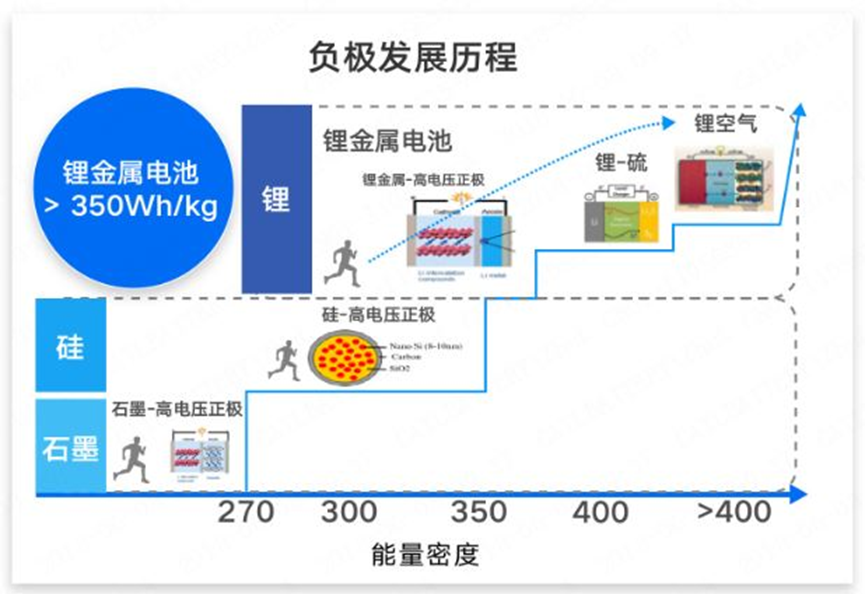 负极发展历程
锂金属电池
> 350Wh/kg
锂
锂金属电池
锂金属-高电压正极
锂-硫
锂空气
硅
硅-高电压正极
Nano Si (8-10nm)
Carbon
SiO2
石墨
石墨-高电压正极
270
300
350
400
>400
能量密度